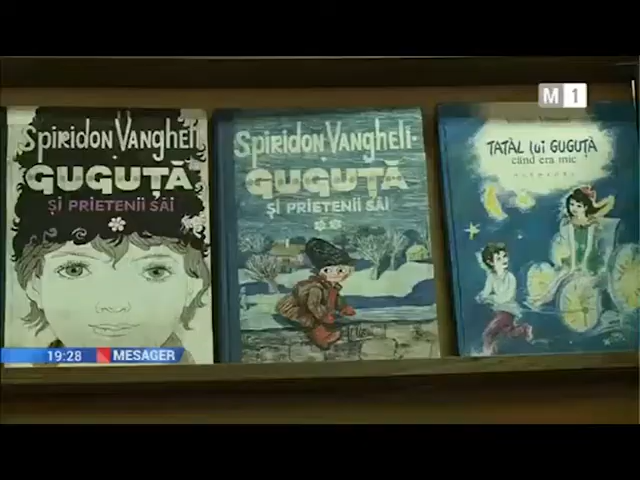 M 1
Spiridon Vangheli
GUGUȚĂ
ȘI PRIETENII SĂI
Spiridon Vangheli
GUGUȚĂ
ȘI PRIETENII SĂI
TATĂL lui GUGUȚĂ
când era mic
19:28 MESAGER